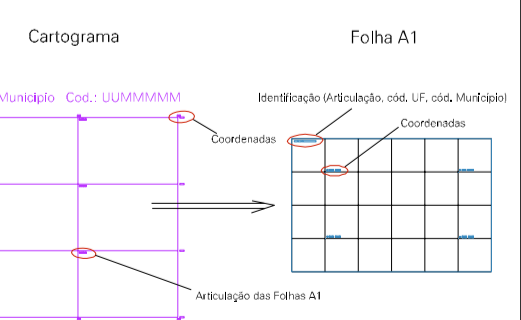 Cartograma
Folha A1
Município Cod.: UUMMMMM
Identificação (Articulação, cód. UF, cód. Município)
Coordenadas
Coordenadas
Articulação das Folhas A1